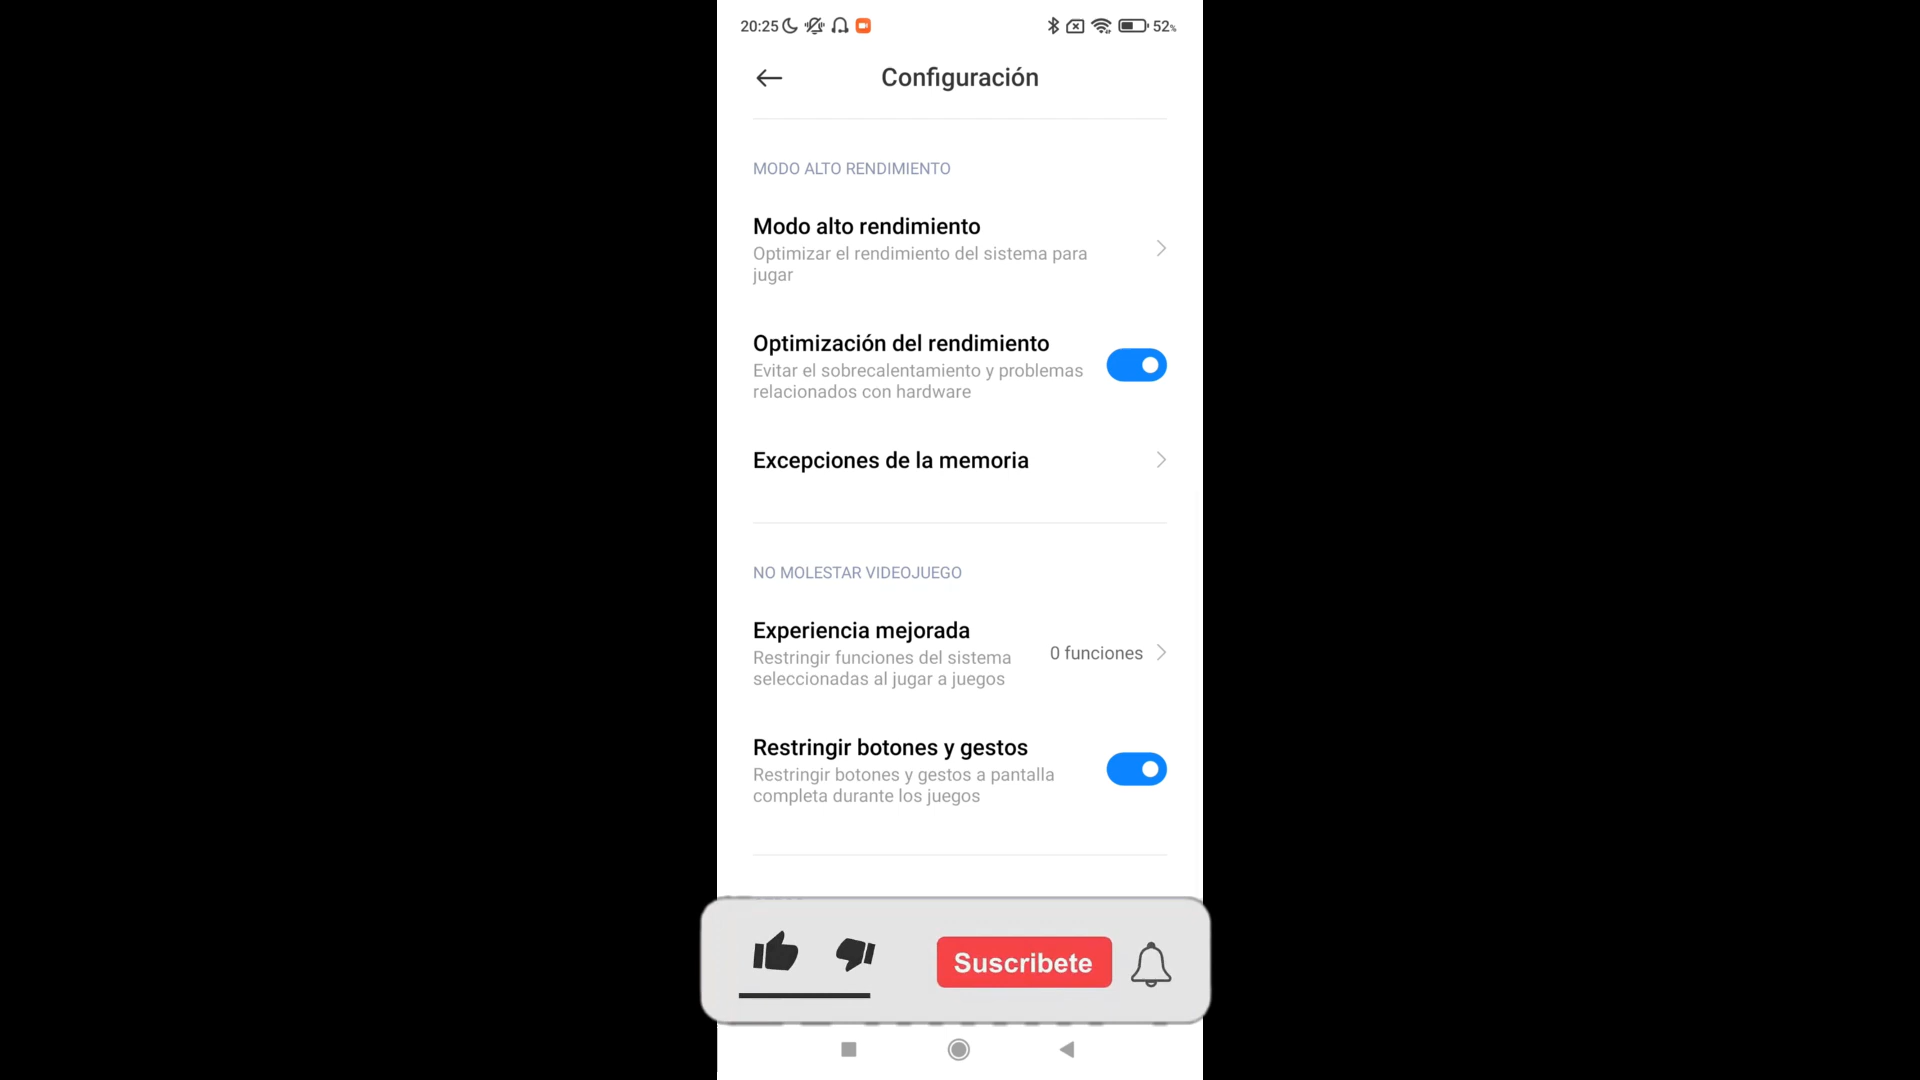 20:25
52%
Configuración
MODO ALTO RENDIMIENTO
Modo alto rendimiento
Optimizar el rendimiento del sistema para
jugar
Optimización del rendimiento
Evitar el sobrecalentamiento y problemas
relacionados con hardware
Excepciones de la memoria
NO MOLESTAR VIDEOJUEGO
Experiencia mejorada
Restringir funciones del sistema
seleccionadas al jugar a juegos
0 funciones
Restringir botones y gestos
Restringir botones y gestos a pantalla
completa durante los juegos
Suscribete